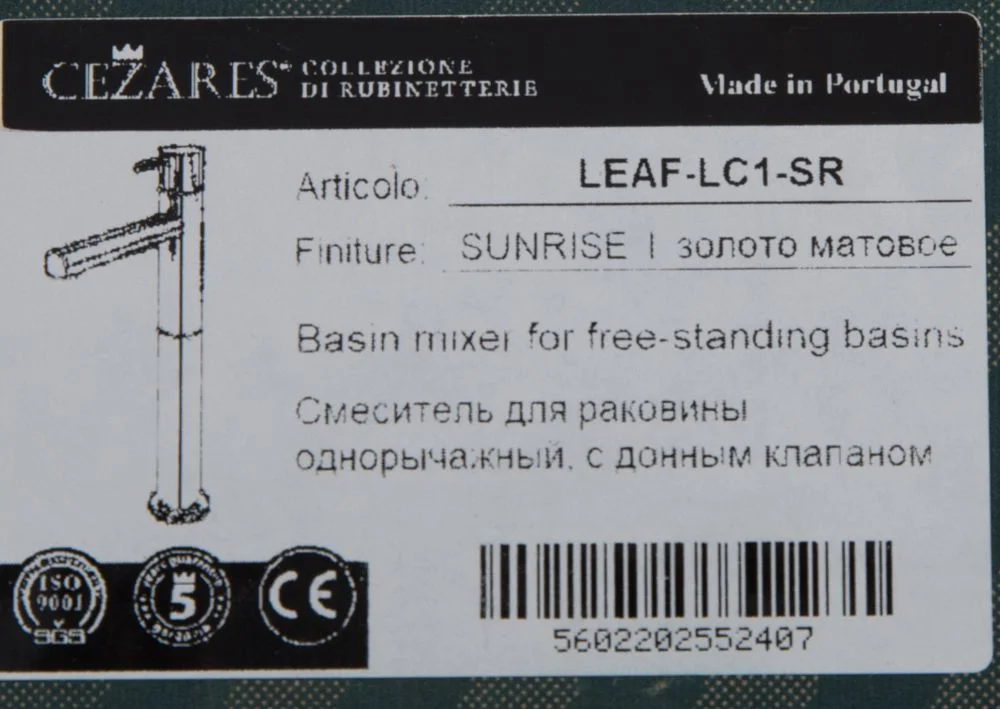 CEZARES® COLLEZIONE
DI RUBINETTERIE
Made in Portugal
Articolo: LEAF-LC1-SR
Finiture: SUNRISE | золото матовое
Basin mixer for free-standing basins
Смеситель для раковины
однорычажный, с донным клапаном
ISO
9001
SGS
5
CE
5602202552407